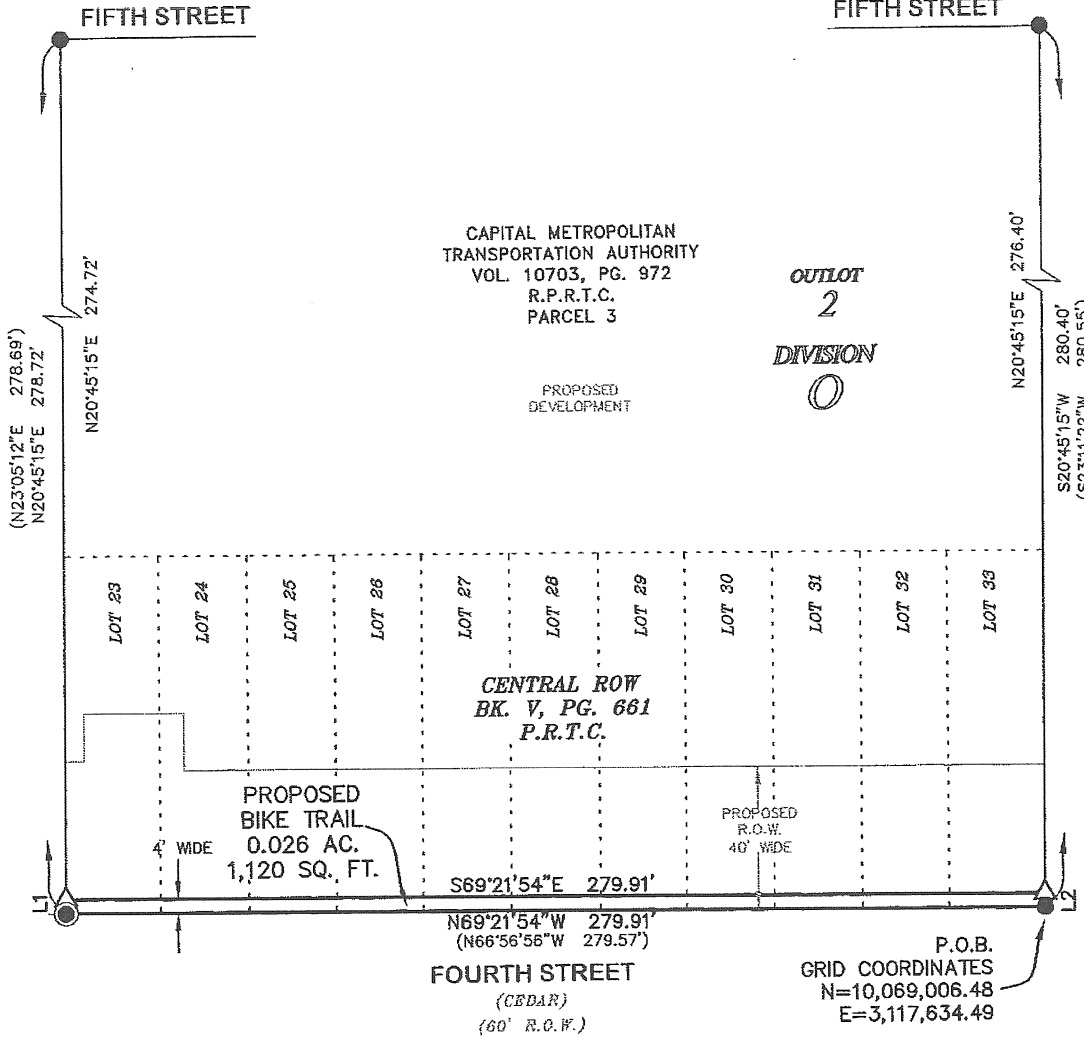 FIFTH STREET
FIFTH STREET
CAPITAL METROPOLITAN
TRANSPORTATION AUTHORITY
VOL. 10703, PG. 972
R.P.R.T.C.
PARCEL 3
OUTLOT
2
DIVISION
O
PROPOSED
DEVELOPMENT
(N23°05'12"E 278.69')
N20°45'15"E 278.72'
N20°45'15"E 274.72'
N20°45'15"E 276.40'
S20°45'15"W 280.40'
LOT 23
LOT 24
LOT 25
LOT 26
LOT 27
LOT 28
LOT 29
LOT 30
LOT 31
LOT 32
LOT 33
CENTRAL ROW
BK. V, PG. 661
P.R.T.C.
PROPOSED
BIKE TRAIL
0.026 AC.
1,120 SQ. FT.
4' WIDE
PROPOSED
R.O.W.
40' WIDE
L1
L2
S69°21'54"E 279.91'
N69°21'54"W 279.91'
(N66°56'56"W 279.57')
FOURTH STREET
(CEDAR)
(60' R.O.W.)
P.O.B.
GRID COORDINATES
N=10,069,006.48
E=3,117,634.49